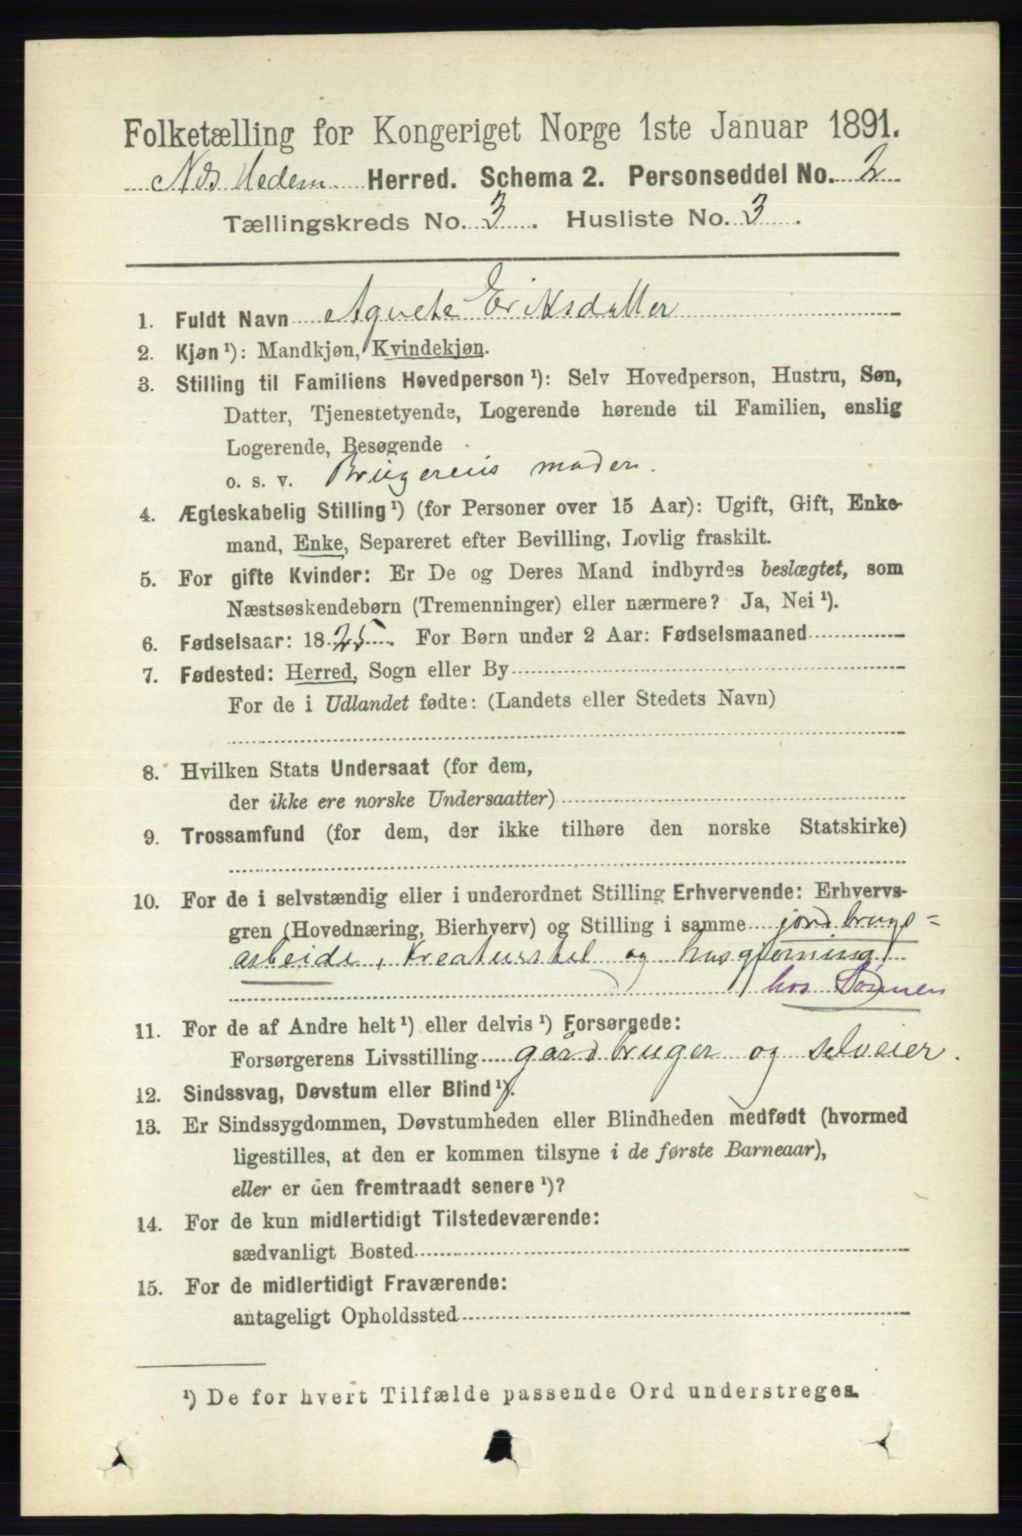 Folketælling for Kongeriget Norge 1ste Januar 1891.
Nes Hedem Herred. Schema 2. Personseddel No. 2
Tællingskreds No. 3. Husliste No. 3.
1. Fuldt Navn Agnete Eriksdatter
2. Kjøn ¹): Mandkjøn, Kvindekjøn.
3. Stilling til Familiens Hovedperson ¹): Selv Hovedperson, Hustru, Søn,
Datter, Tjenestetyende, Logerende hørende til Familien, enslig
Logerende, Besøgende
o. s. v. Brugerens moder.
4. Ægteskabelig Stilling ¹) (for Personer over 15 Aar): Ugift, Gift, Enke-
mand, Enke, Separeret efter Bevilling, Lovlig fraskilt.
5. For gifte Kvinder: Er De og Deres Mand indbyrdes beslægtet, som
Næstsøskendebørn (Tremenninger) eller nærmere? Ja, Nei ¹).
6. Fødselsaar: 1825. For Børn under 2 Aar: Fødselsmaaned
7. Fødested: Herred, Sogn eller By
For de i Udlandet fødte: (Landets eller Stedets Navn)
8. Hvilken Stats Undersaat (for dem,
der ikke ere norske Undersaatter)
9. Trossamfund (for dem, der ikke tilhøre den norske Statskirke)
10. For de i selvstændig eller i underordnet Stilling Erhvervende: Erhvervs-
gren (Hovednæring, Bierhverv) og Stilling i samme jordbrugs=
arbeide, Kreaturstel og husgjerning
hos Sønnen
11. For de af Andre helt ¹) eller delvis ¹) Forsørgede:
Forsørgerens Livsstilling gårdbruger og selveier.
12. Sindssvag, Døvstum eller Blind ¹).
13. Er Sindssygdommen, Døvstumheden eller Blindheden medfødt (hvormed
ligestilles, at den er kommen tilsyne i de første Barneaar),
eller er den fremtraadt senere ¹)?
14. For de kun midlertidigt Tilstedeværende:
sædvanligt Bosted
15. For de midlertidigt Fraværende:
antageligt Opholdssted
¹) De for hvert Tilfælde passende Ord understreges.